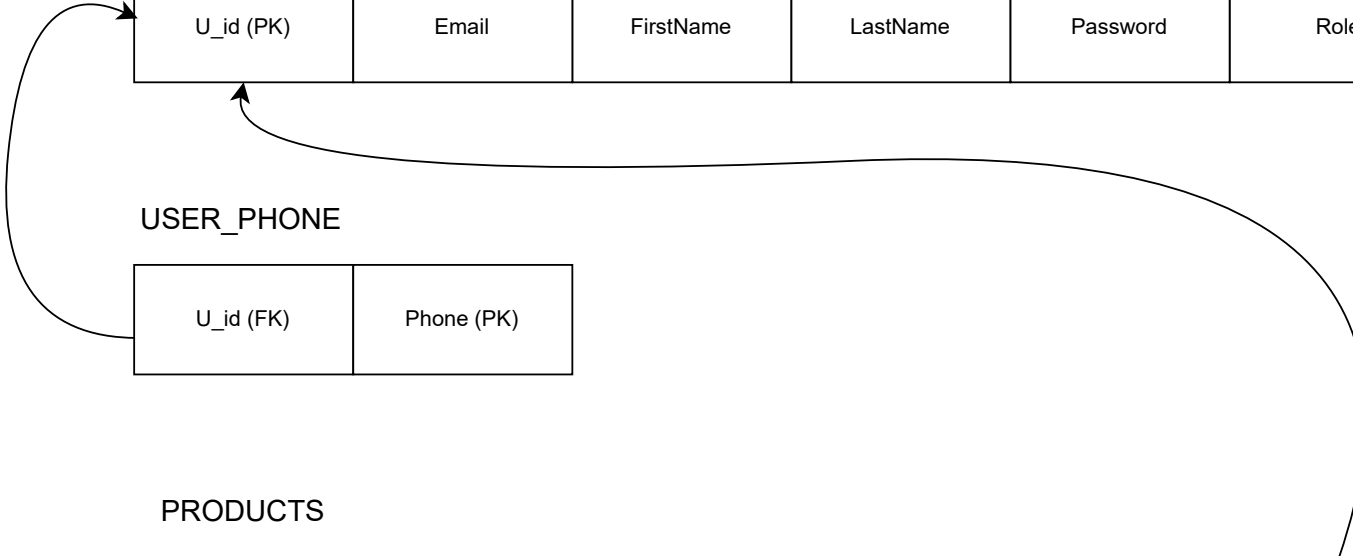 U_id (PK) Email FirstName LastName Password
USER_PHONE
U_id (FK) Phone (PK)
PRODUCTS